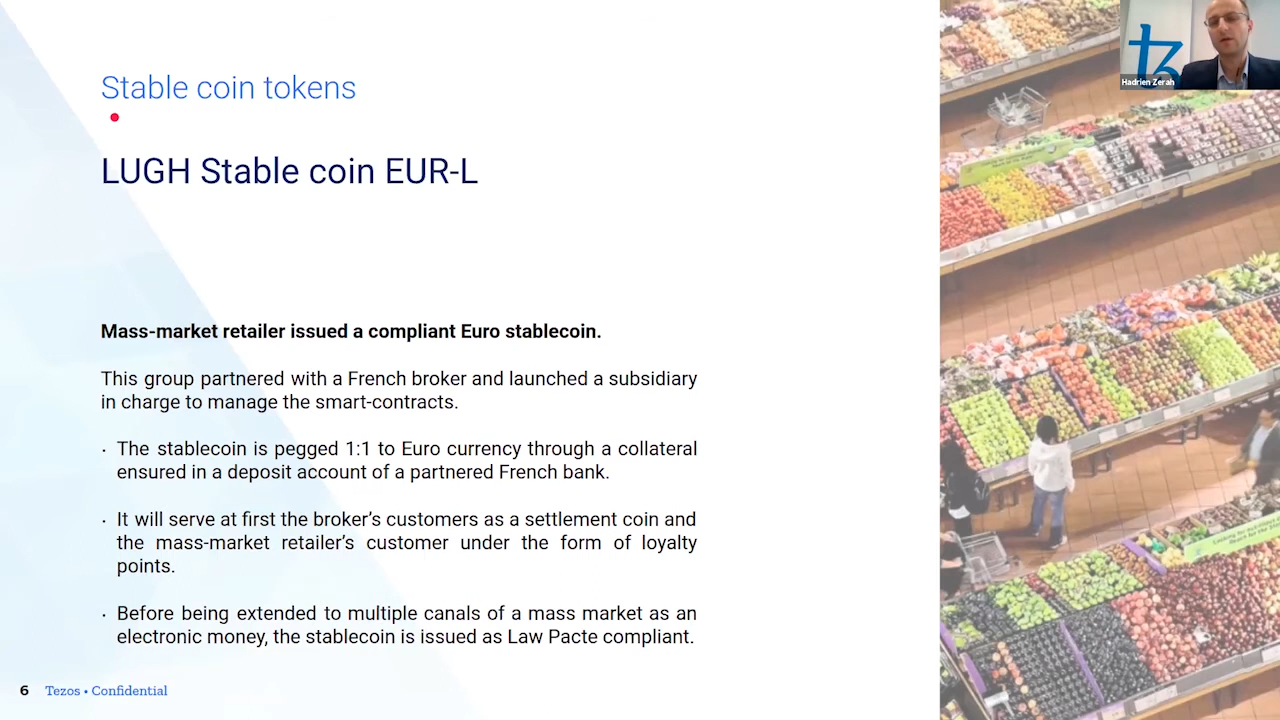 Stable coin tokens
LUGH Stable coin EUR-L
Mass-market retailer issued a compliant Euro stablecoin.
This group partnered with a French broker and launched a subsidiary
in charge to manage the smart-contracts.
· The stablecoin is pegged 1:1 to Euro currency through a collateral
ensured in a deposit account of a partnered French bank.
· It will serve at first the broker's customers as a settlement coin and
the mass-market retailer's customer under the form of loyalty
points.
· Before being extended to multiple canals of a mass market as an
electronic money, the stablecoin is issued as Law Pacte compliant.
6 Tezos • Confidential
Hadrien Zerah